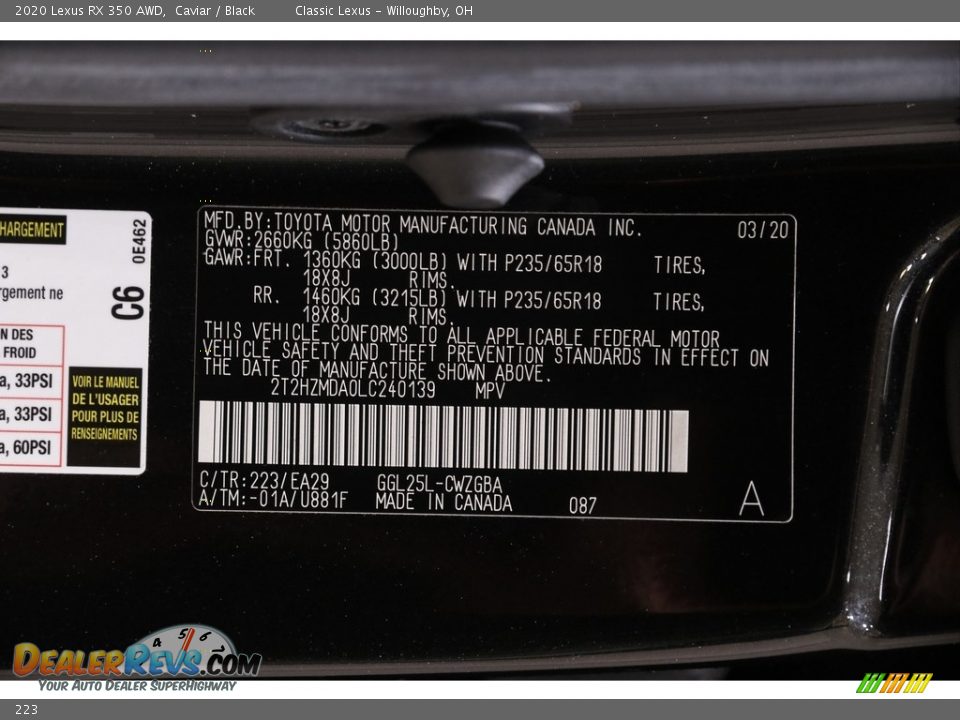 2020 Lexus RX 350 AWD, Caviar / Black Classic Lexus - Willoughby, OH
HARGEMENT
0E462
C6
3
rgement ne
N DES
FROID
a, 33PSI
a, 33PSI
a, 60PSI
VOIR LE MANUEL
DE L'USAGER
POUR PLUS DE
RENSEIGNEMENTS
MFD.BY:TOYOTA MOTOR MANUFACTURING CANADA INC. 03/20
GVWR:2660KG (5860LB)
GAWR:FRT. 1360KG (3000LB) WITH P235/65R18 TIRES,
18X8J RIMS.
RR. 1460KG (3215LB) WITH P235/65R18 TIRES,
18X8J RIMS.
THIS VEHICLE CONFORMS TO ALL APPLICABLE FEDERAL MOTOR
VEHICLE SAFETY AND THEFT PREVENTION STANDARDS IN EFFECT ON
THE DATE OF MANUFACTURE SHOWN ABOVE.
2T2HZMDA0LC240139 MPV
C/TR:223/EA29 GGL25L-CWZGBA
A/TM:-01A/U881F MADE IN CANADA 087 A
4 5 6
DEALERREVS.COM
YOUR AUTO DEALER SUPERHIGHWAY
223